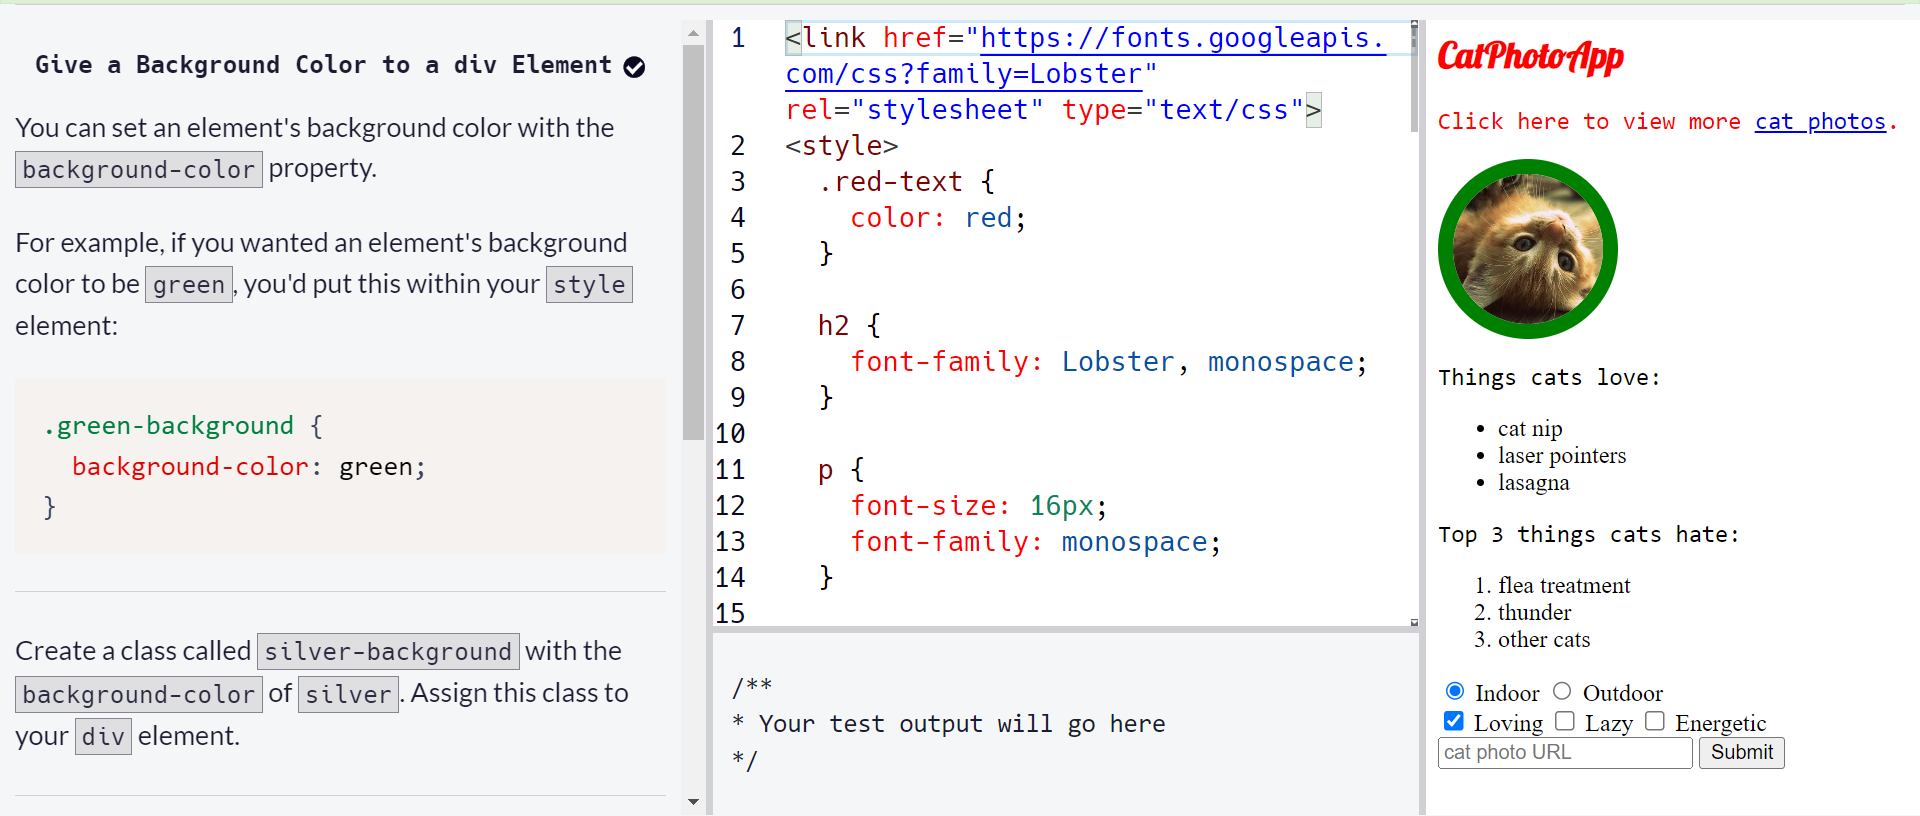 Give a Background Color to a div Element
You can set an element's background color with the
background-color property.
For example, if you wanted an element's background
color to be green, you'd put this within your style
element:
.green-background {
  background-color: green;
}
Create a class called silver-background with the
background-color of silver. Assign this class to
your div element.
1 <link href="https://fonts.googleapis.
com/css?family=Lobster"
rel="stylesheet" type="text/css">
2 <style>
3   .red-text {
4     color: red;
5   }
6
7   h2 {
8     font-family: Lobster, monospace;
9   }
10
11   p {
12     font-size: 16px;
13     font-family: monospace;
14   }
15
/**
* Your test output will go here
*/
CatPhotoApp
Click here to view more cat photos.
Things cats love:
• cat nip
• laser pointers
• lasagna
Top 3 things cats hate:
1. flea treatment
2. thunder
3. other cats
Indoor Outdoor
Loving Lazy Energetic
cat photo URL Submit